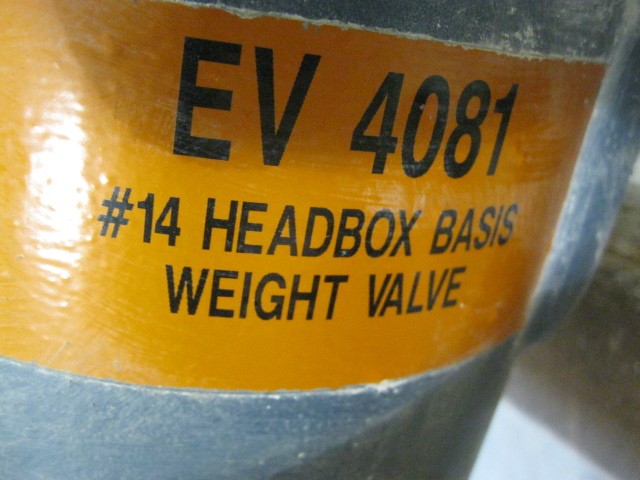 EV 4081
#14 HEADBOX BASIS
WEIGHT VALVE